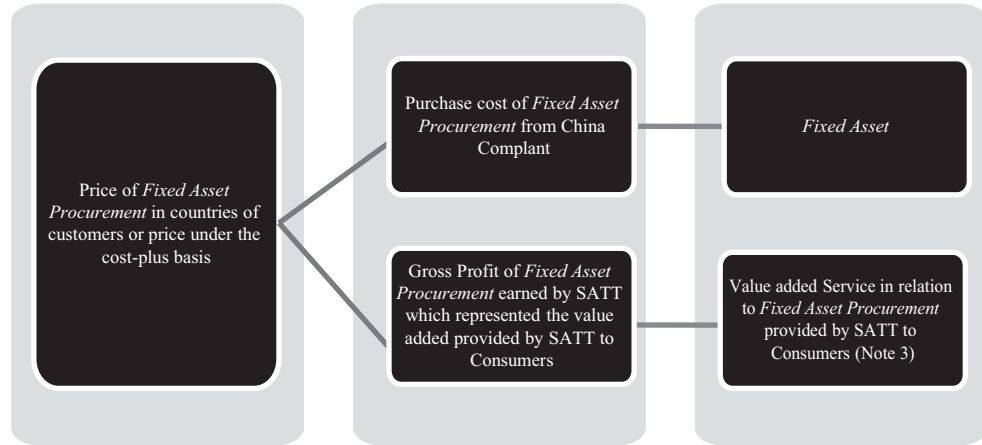 Price of Fixed Asset
Procurement in countries of
customers or price under the
cost-plus basis
Purchase cost of Fixed Asset
Procurement from China
Complant
Fixed Asset
Gross Profit of Fixed Asset
Procurement earned by SATT
which represented the value
added provided by SATT to
Consumers
Value added Service in relation
to Fixed Asset Procurement
provided by SATT to
Consumers (Note 3)